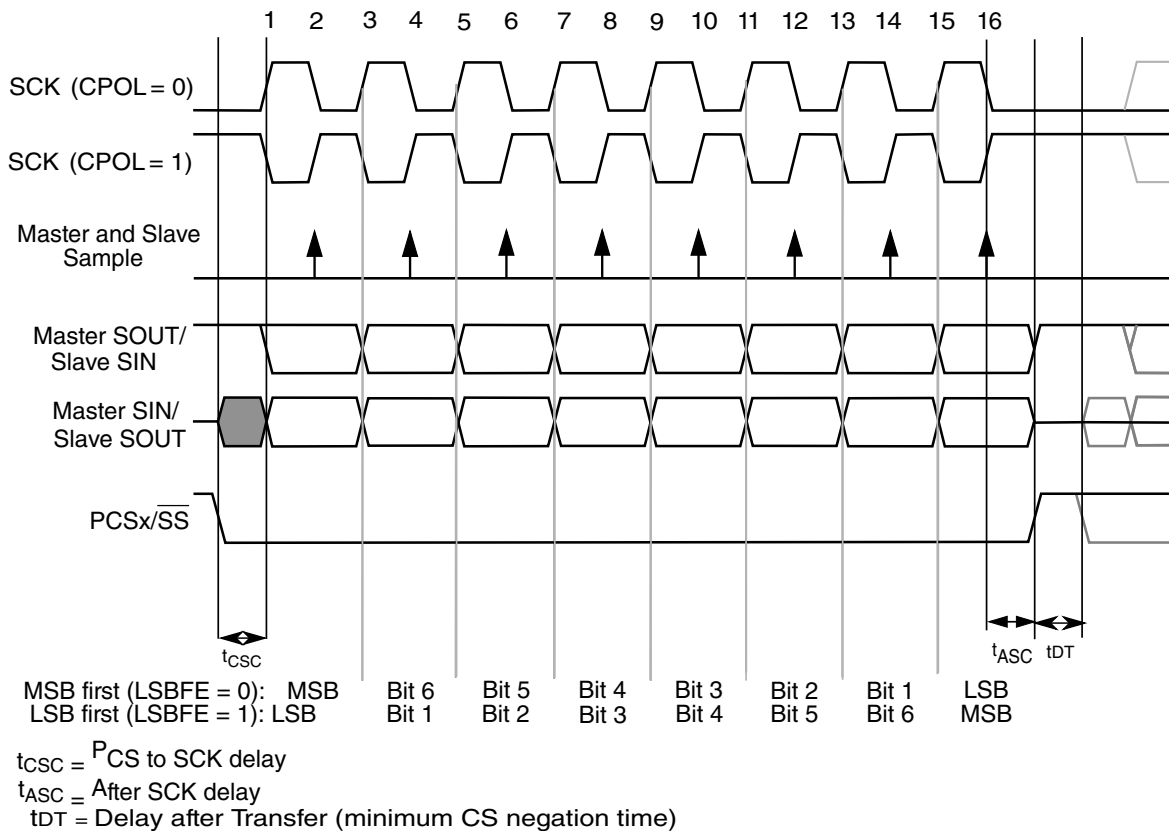 1 2 3 4 5 6 7 8 9 10 11 12 13 14 15 16
SCK (CPOL = 0)
SCK (CPOL = 1)
Master and Slave
Sample
Master SOUT/
Slave SIN
Master SIN/
Slave SOUT
PCSx/SS
tCSC
tASC
tDT
MSB first (LSBFE = 0): MSB Bit 6 Bit 5 Bit 4 Bit 3 Bit 2 Bit 1 LSB
LSB first (LSBFE = 1): LSB Bit 1 Bit 2 Bit 3 Bit 4 Bit 5 Bit 6 MSB
tCSC = PCS to SCK delay
tASC = After SCK delay
tDT = Delay after Transfer (minimum CS negation time)